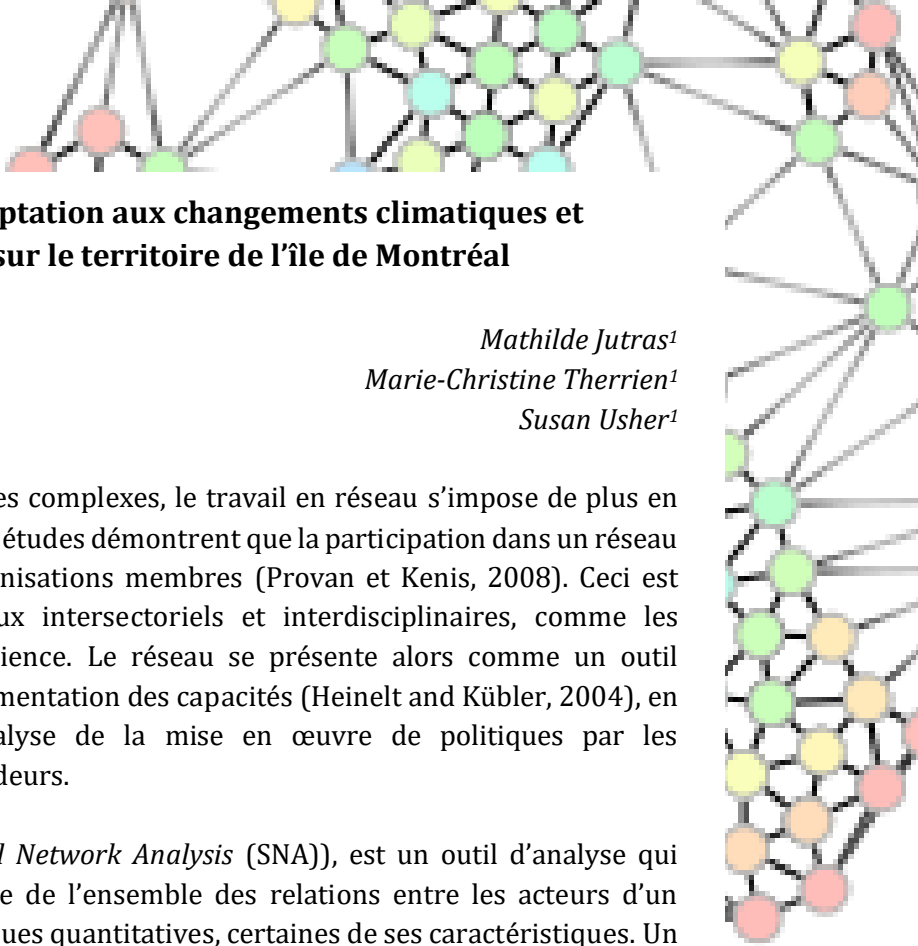 ptation aux changements climatiques et
sur le territoire de l'île de Montréal
Mathilde Jutras¹
Marie-Christine Therrien¹
Susan Usher¹
es complexes, le travail en réseau s'impose de plus en
études démontrent que la participation dans un réseau
nisations membres (Provan et Kenis, 2008). Ceci est
ux intersectoriels et interdisciplinaires, comme les
ience. Le réseau se présente alors comme un outil
mentation des capacités (Heinelt and Kübler, 2004), en
alyse de la mise en œuvre de politiques par les
deurs.
l Network Analysis (SNA)), est un outil d'analyse qui
e de l'ensemble des relations entre les acteurs d'un
ues quantitatives, certaines de ses caractéristiques. Un